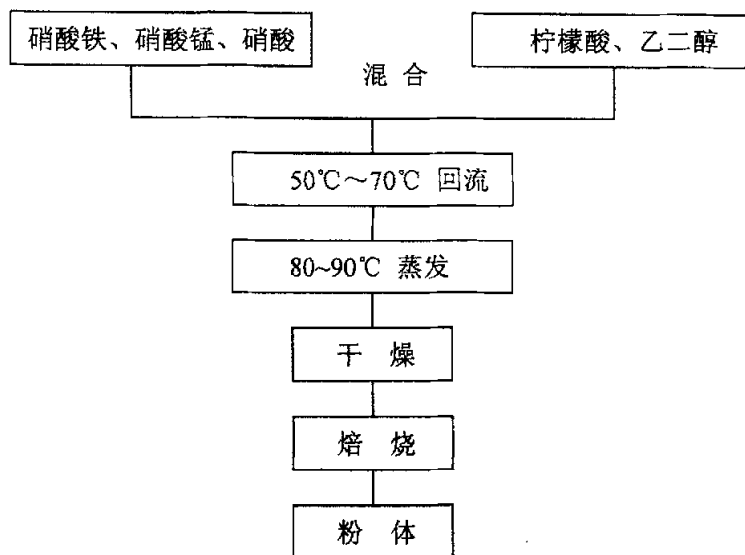 硝酸铁、硝酸锰、硝酸
柠檬酸、乙二醇
混 合
50℃～70℃ 回流
80~90℃ 蒸发
干 燥
焙 烧
粉 体